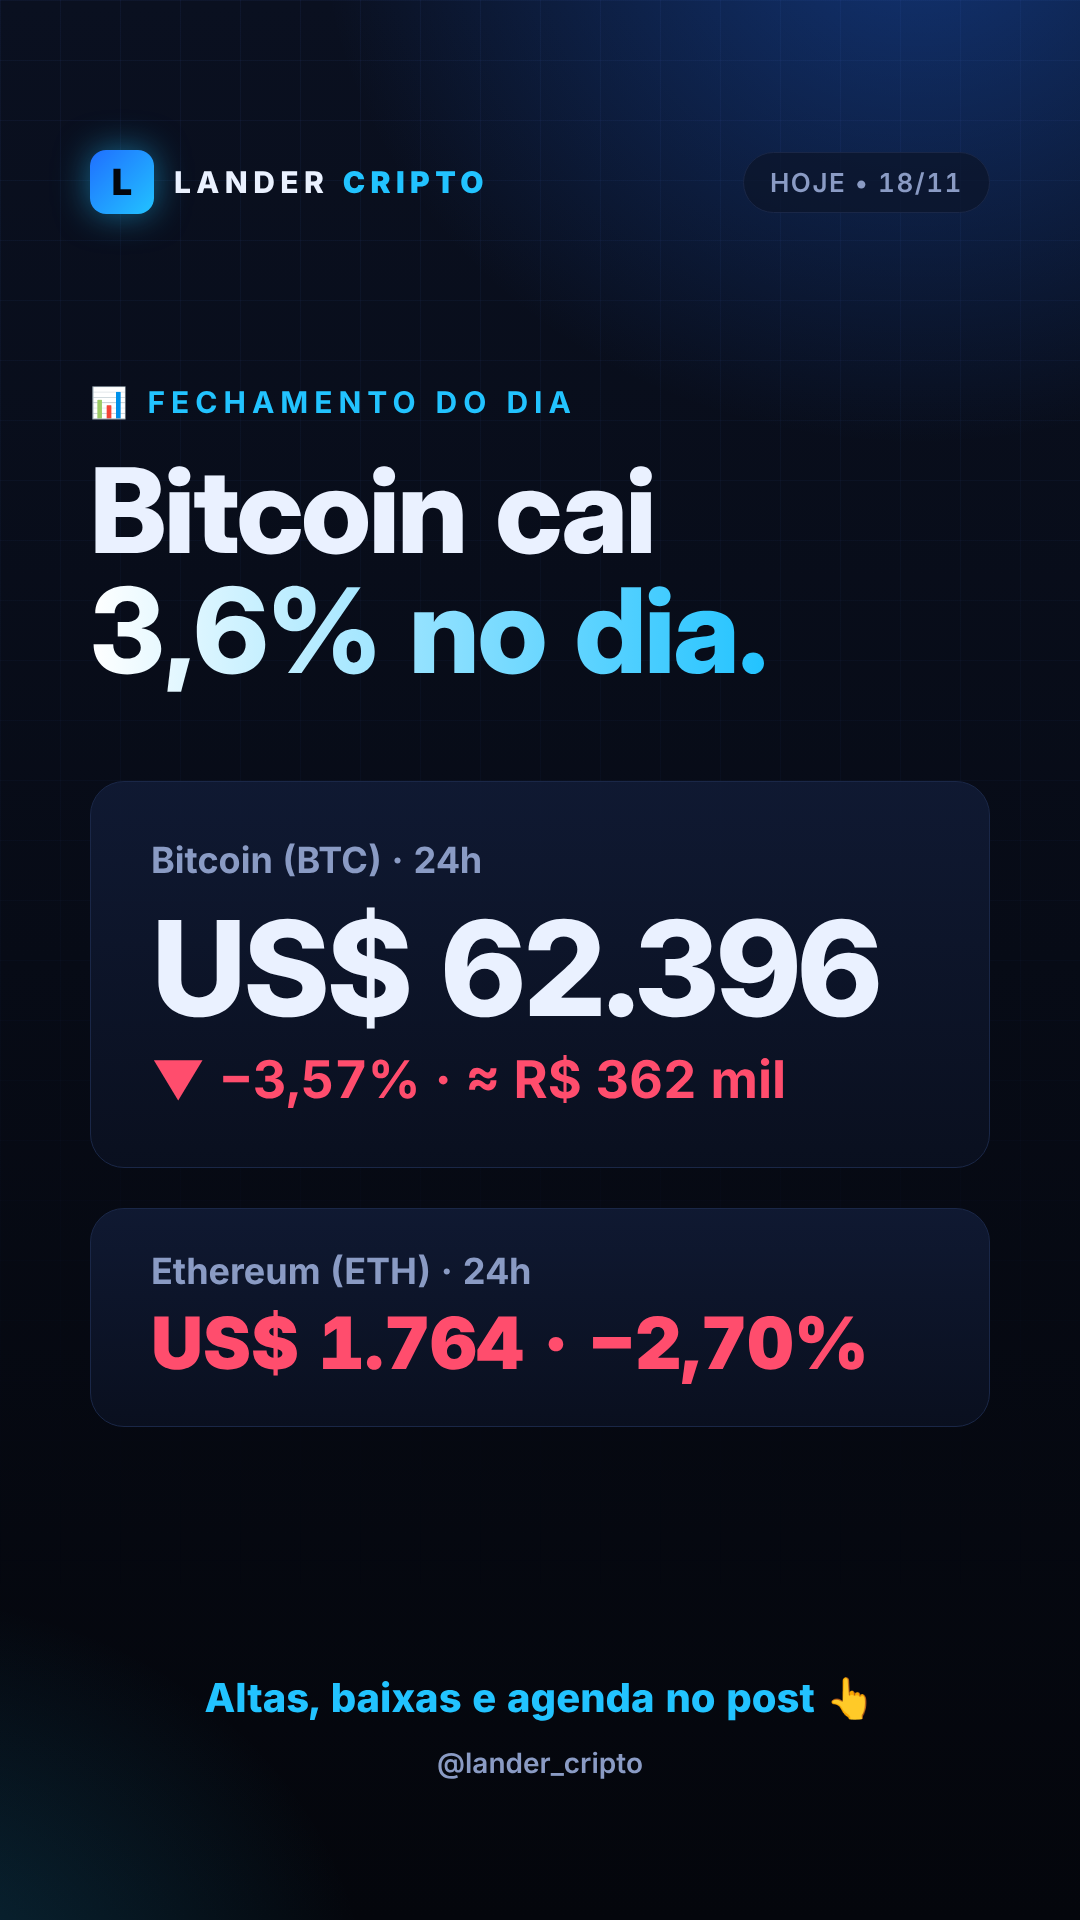 L LANDER CRIPTO
HOJE • 18/11
📊 FECHAMENTO DO DIA
Bitcoin cai
3,6% no dia.
Bitcoin (BTC) · 24h
US$ 62.396
▼ −3,57% · ≈ R$ 362 mil
Ethereum (ETH) · 24h
US$ 1.764 · −2,70%
Altas, baixas e agenda no post 👆
@lander_cripto